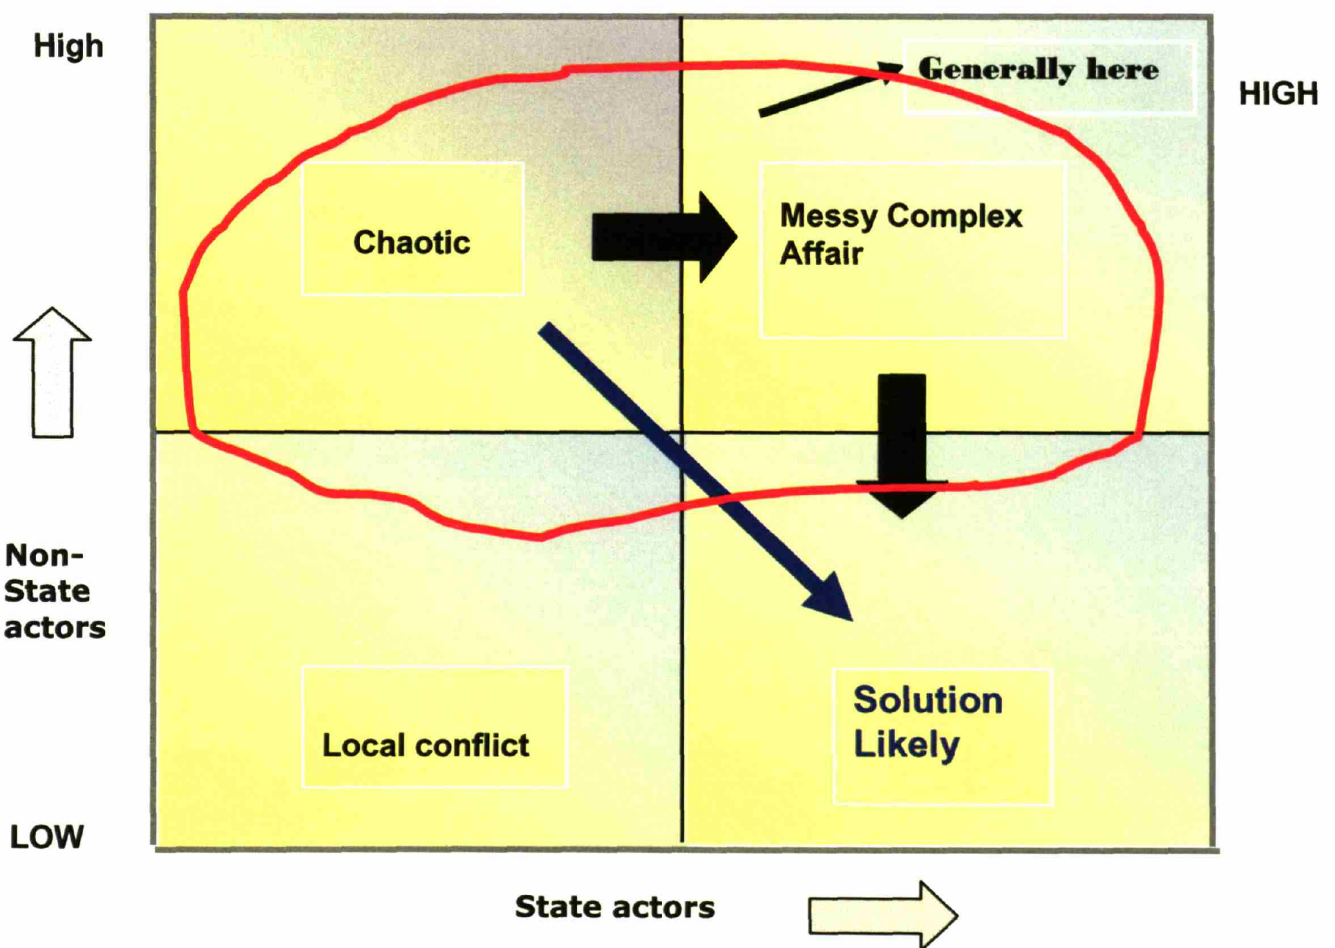 High
Generally here
HIGH
Chaotic
Messy Complex
Affair
Non-
State
actors
Local conflict
Solution
Likely
LOW
State actors